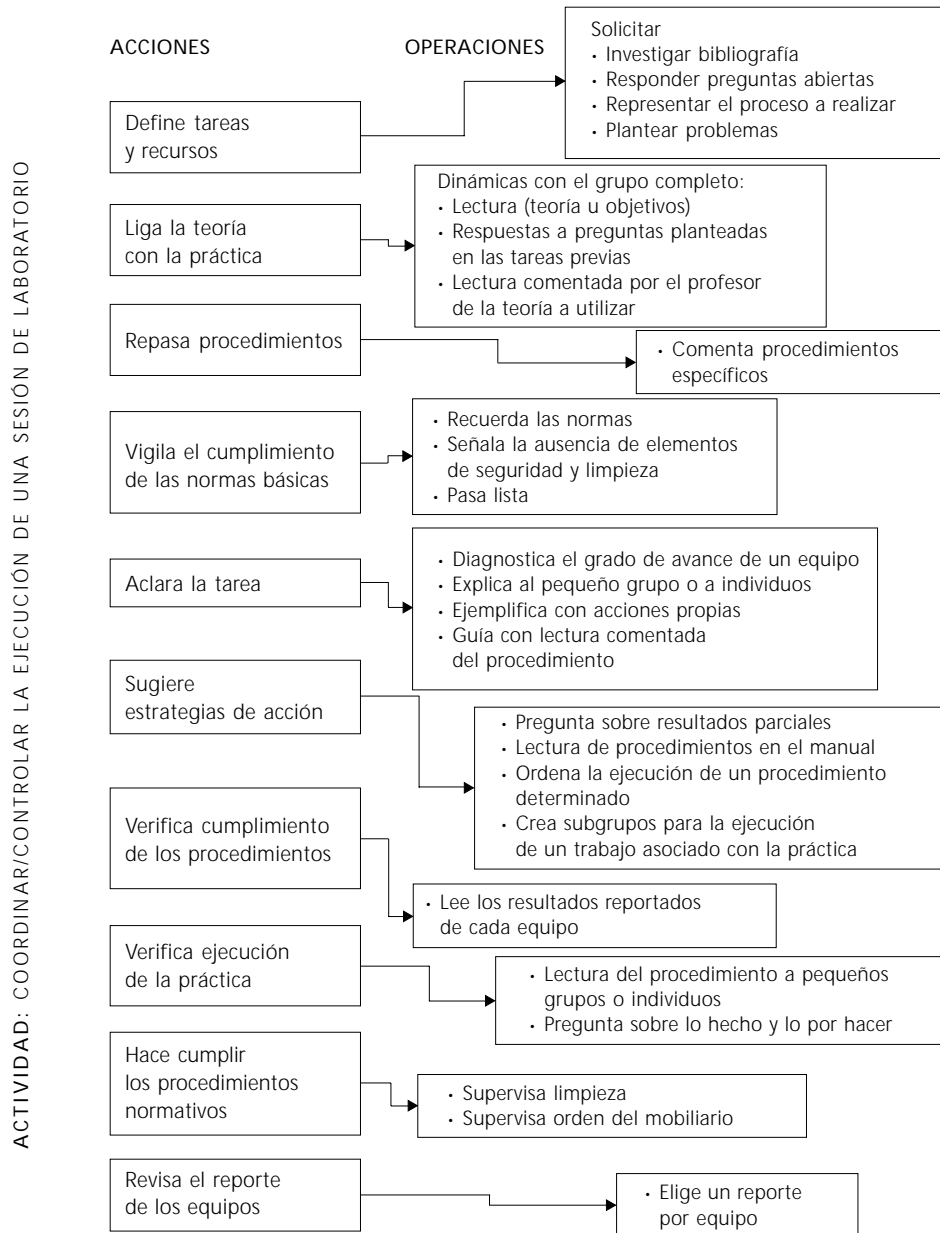 ACTIVIDAD: COORDINAR/CONTROLAR LA EJECUCIÓN DE UNA SESIÓN DE LABORATORIO
ACCIONES
OPERACIONES
Define tareas
y recursos
Solicitar
• Investigar bibliografía
• Responder preguntas abiertas
• Representar el proceso a realizar
• Plantear problemas
Liga la teoría
con la práctica
Dinámicas con el grupo completo:
• Lectura (teoría u objetivos)
• Respuestas a preguntas planteadas
en las tareas previas
• Lectura comentada por el profesor
de la teoría a utilizar
Repasa procedimientos
• Comenta procedimientos
específicos
Vigila el cumplimiento
de las normas básicas
• Recuerda las normas
• Señala la ausencia de elementos
de seguridad y limpieza
• Pasa lista
Aclara la tarea
• Diagnostica el grado de avance de un equipo
• Explica al pequeño grupo o a individuos
• Ejemplifica con acciones propias
• Guía con lectura comentada
del procedimiento
Sugiere
estrategias de acción
• Pregunta sobre resultados parciales
• Lectura de procedimientos en el manual
• Ordena la ejecución de un procedimiento
determinado
• Crea subgrupos para la ejecución
de un trabajo asociado con la práctica
Verifica cumplimiento
de los procedimientos
• Lee los resultados reportados
de cada equipo
Verifica ejecución
de la práctica
• Lectura del procedimiento a pequeños
grupos o individuos
• Pregunta sobre lo hecho y lo por hacer
Hace cumplir
los procedimientos
normativos
• Supervisa limpieza
• Supervisa orden del mobiliario
Revisa el reporte
de los equipos
• Elige un reporte
por equipo